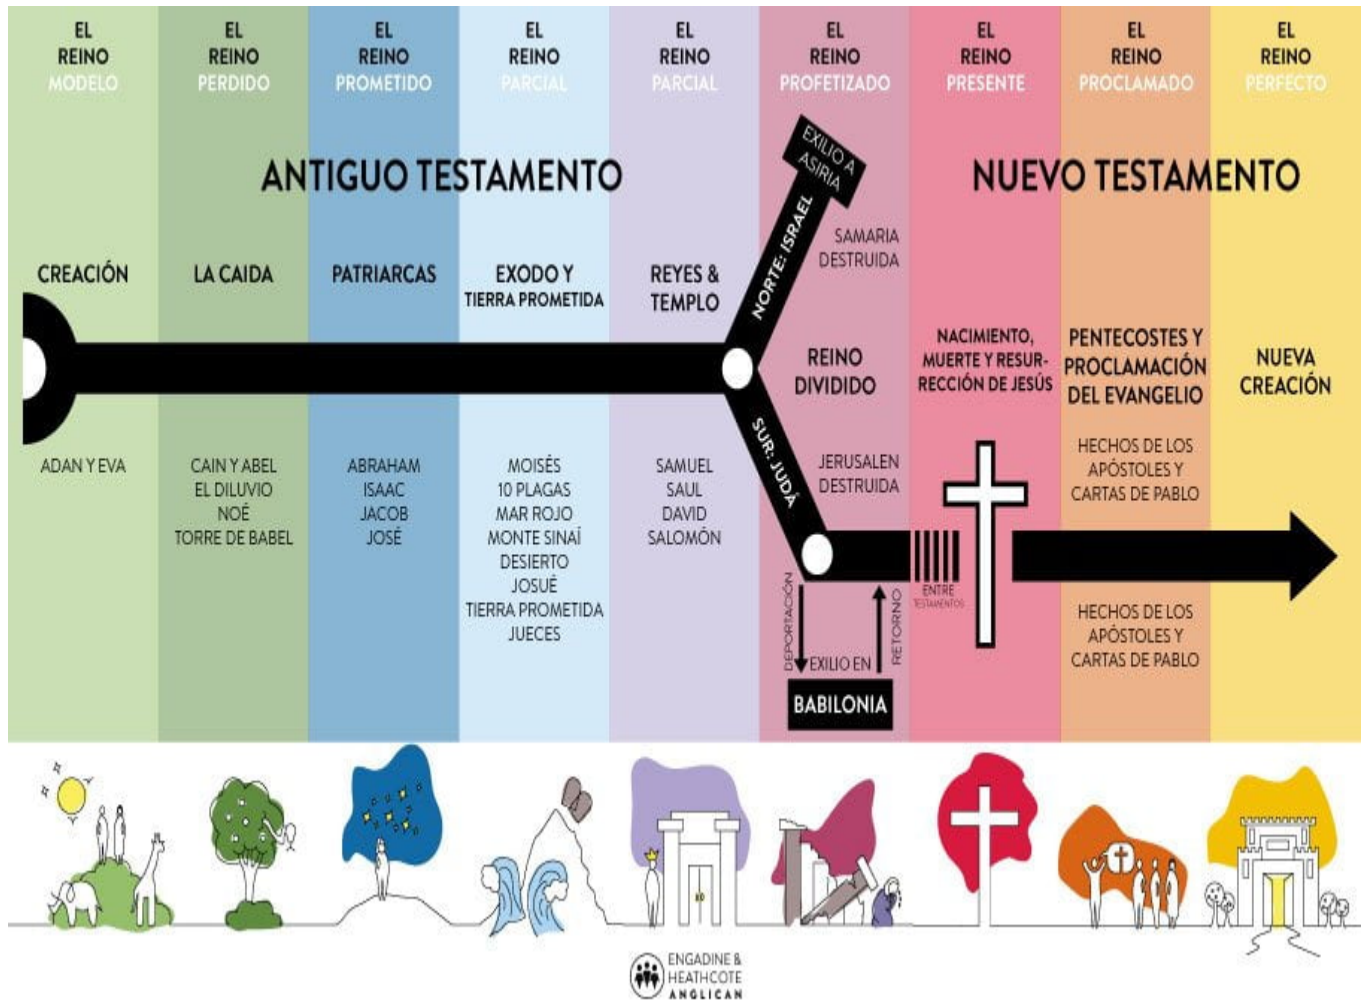 EL
REINO
MODELO
EL
REINO
PERDIDO
EL
REINO
PROMETIDO
EL
REINO
PARCIAL
EL
REINO
PARCIAL
EL
REINO
PROFETIZADO
EL
REINO
PRESENTE
EL
REINO
PROCLAMADO
EL
REINO
PERFECTO
ANTIGUO TESTAMENTO
NUEVO TESTAMENTO
CREACIÓN
LA CAIDA
PATRIARCAS
EXODO Y
TIERRA PROMETIDA
REYES &
TEMPLO
NORTE: ISRAEL
EXILIO A
ASIRIA
SAMARIA
DESTRUIDA
REINO
DIVIDIDO
SUR: JUDÁ
JERUSALEN
DESTRUIDA
NACIMIENTO,
MUERTE Y RESUR-
RECCIÓN DE JESÚS
PENTECOSTES Y
PROCLAMACIÓN
DEL EVANGELIO
NUEVA
CREACIÓN
ADAN Y EVA
CAIN Y ABEL
EL DILUVIO
NOÉ
TORRE DE BABEL
ABRAHAM
ISAAC
JACOB
JOSÉ
MOISÉS
10 PLAGAS
MAR ROJO
MONTE SINAÍ
DESIERTO
JOSUÉ
TIERRA PROMETIDA
JUECES
SAMUEL
SAUL
DAVID
SALOMÓN
DEPORTACIÓN
EXILIO EN
RETORNO
BABILONIA
ENTRE
TESTAMENTOS
HECHOS DE LOS
APÓSTOLES Y
CARTAS DE PABLO
HECHOS DE LOS
APÓSTOLES Y
CARTAS DE PABLO
ENGADINE &
HEATHCOTE
ANGLICAN